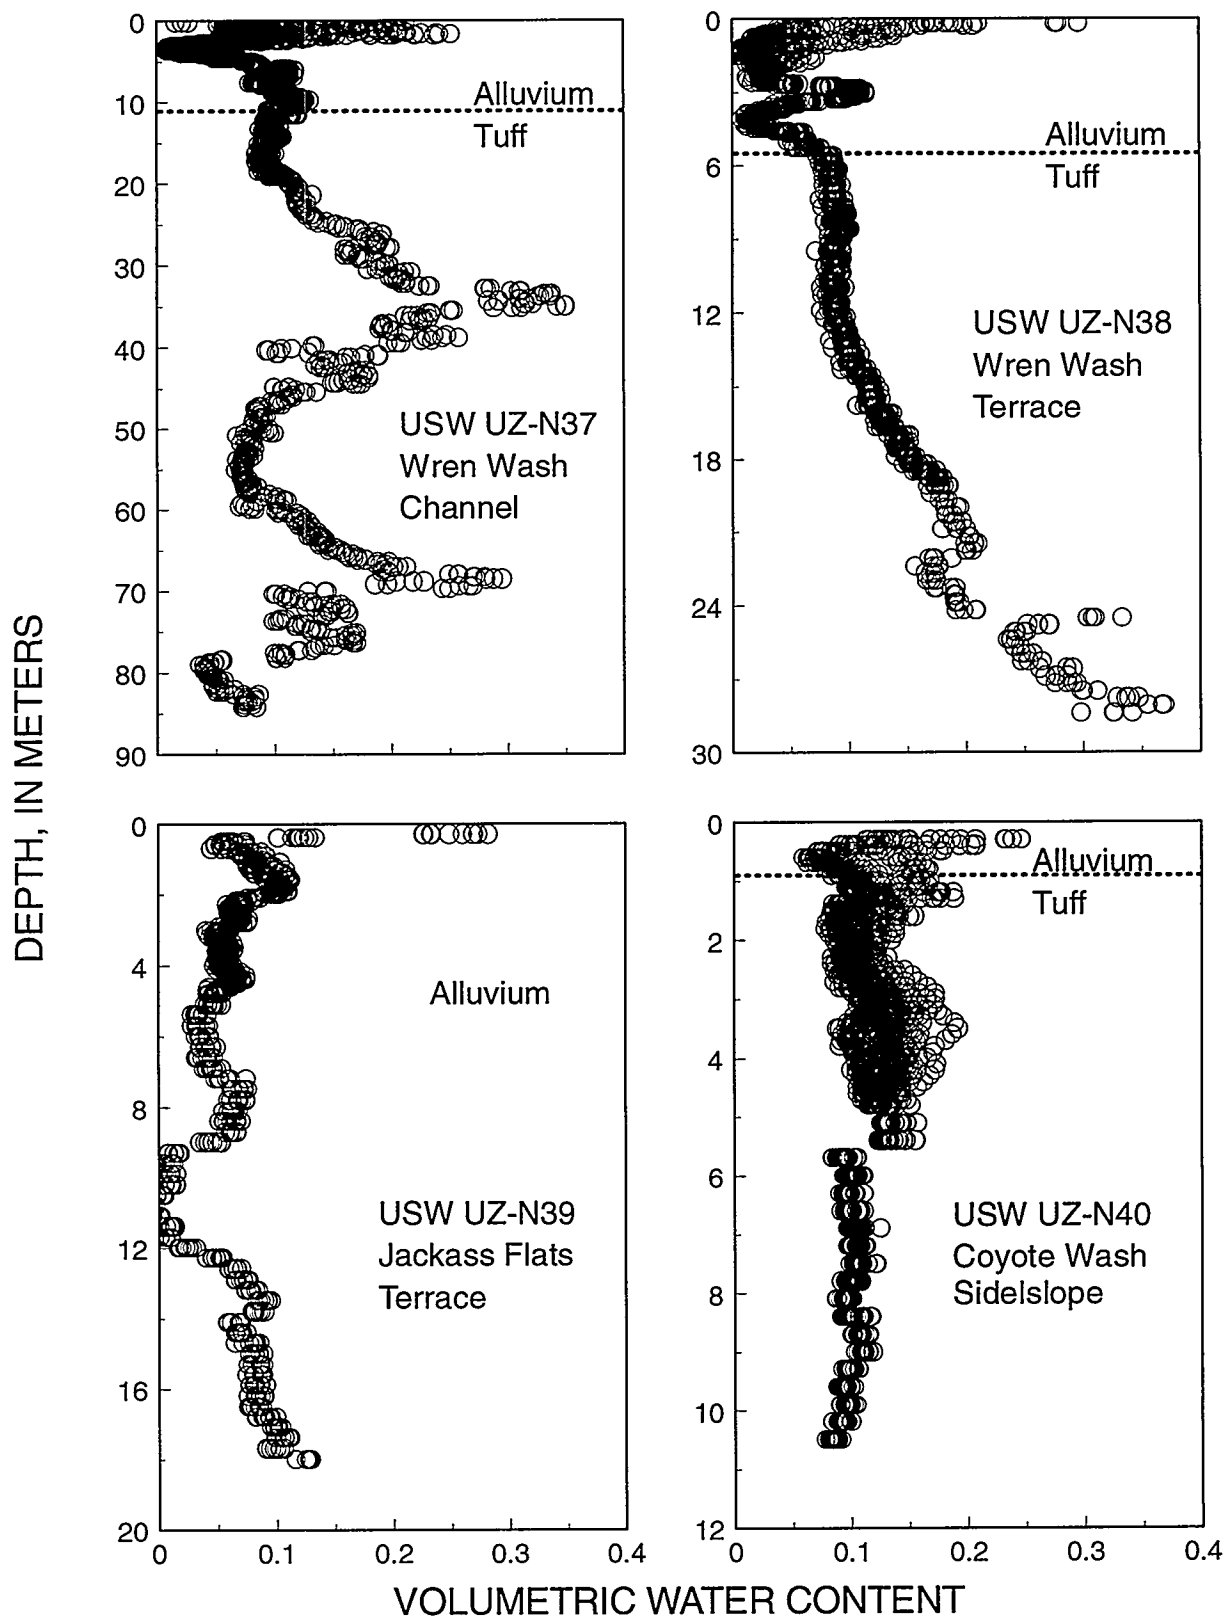 DEPTH, IN METERS
0
10
20
30
40
50
60
70
80
90
Alluvium
Tuff
USW UZ-N37
Wren Wash
Channel
0
6
12
18
24
30
Alluvium
Tuff
USW UZ-N38
Wren Wash
Terrace
0
4
8
12
16
20
Alluvium
USW UZ-N39
Jackass Flats
Terrace
0 0.1 0.2 0.3 0.4
0
2
4
6
8
10
12
Alluvium
Tuff
USW UZ-N40
Coyote Wash
Sidelslope
0 0.1 0.2 0.3 0.4
VOLUMETRIC WATER CONTENT